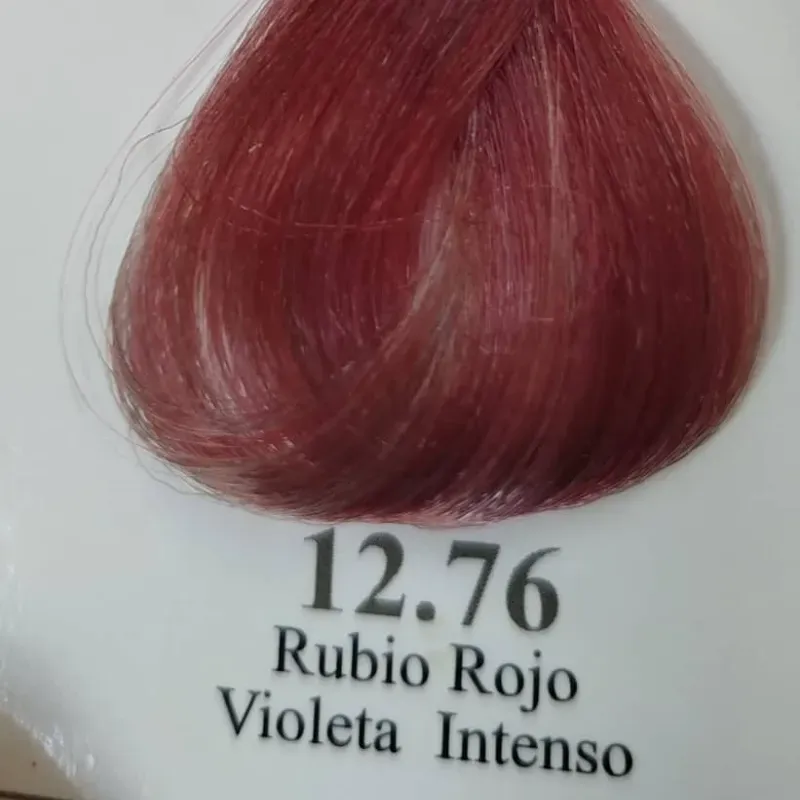 12.76
Rubio Rojo
Violeta Intenso